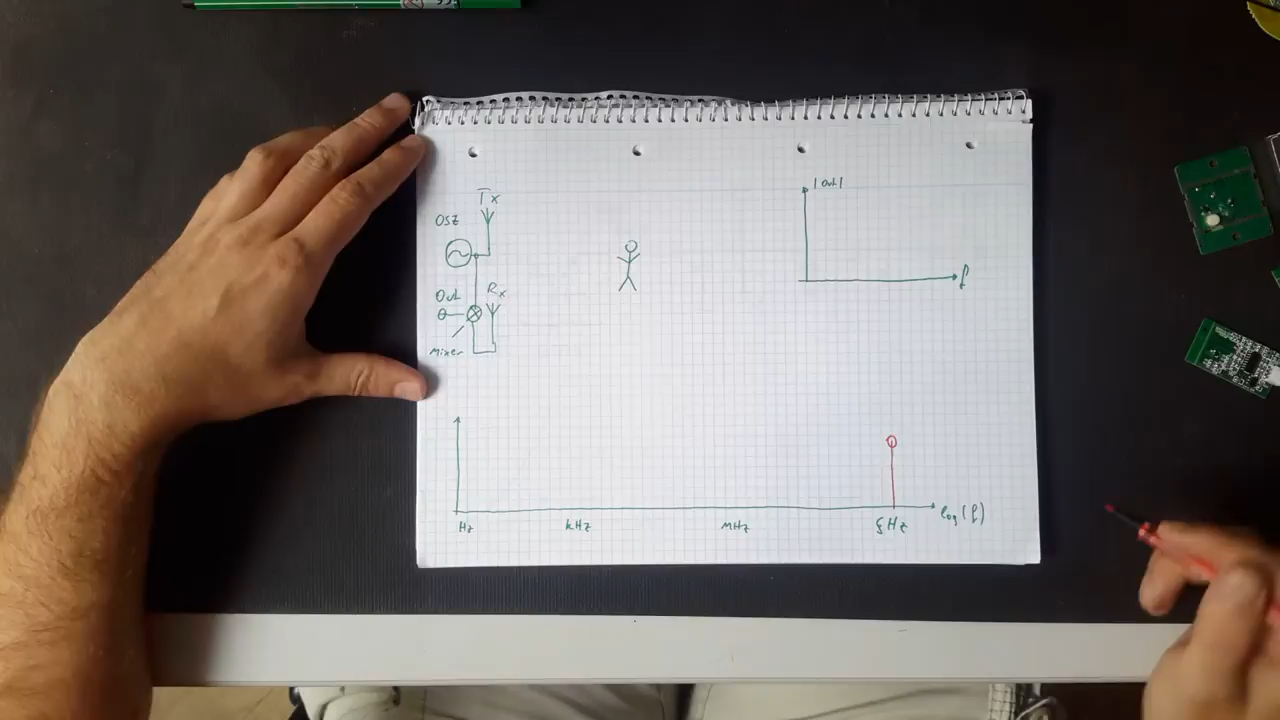 Tx
Osz
Out
Rx
Mixer
|Out|
f
Hz
kHz
MHz
GHz
log(f)